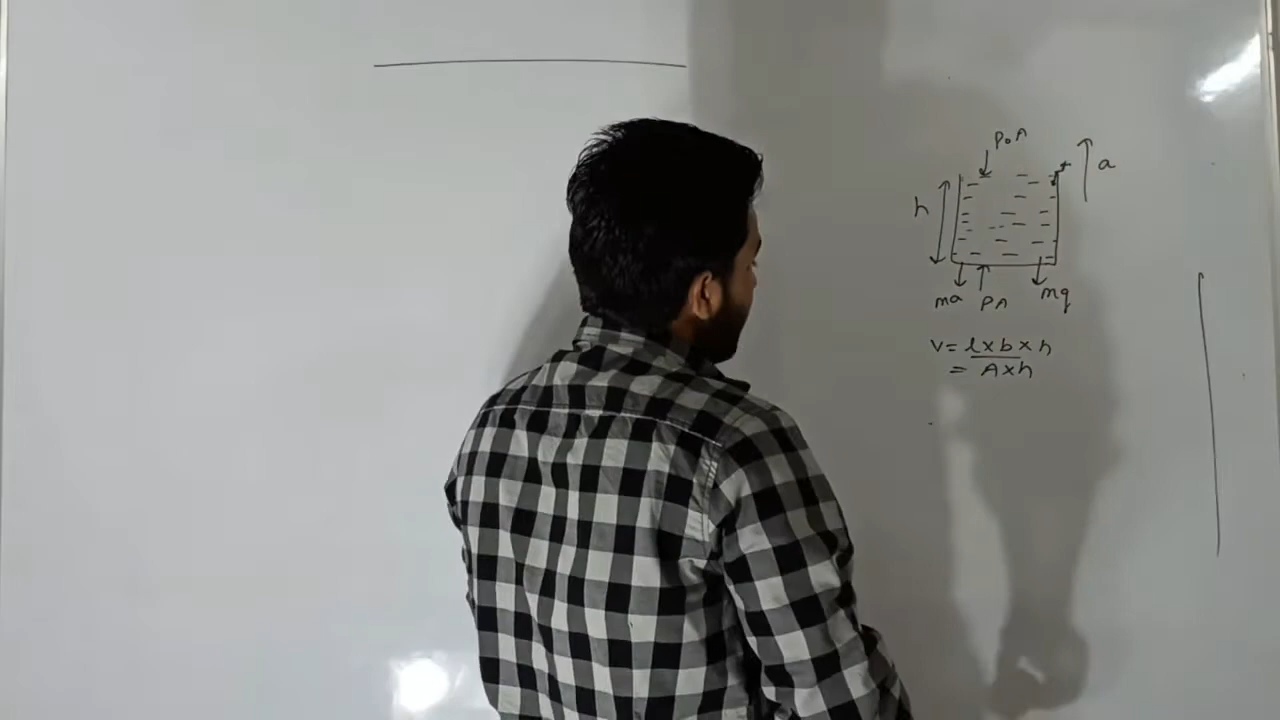 P₀A
a
h
ma PA mg
V= l×b×h
= A×h